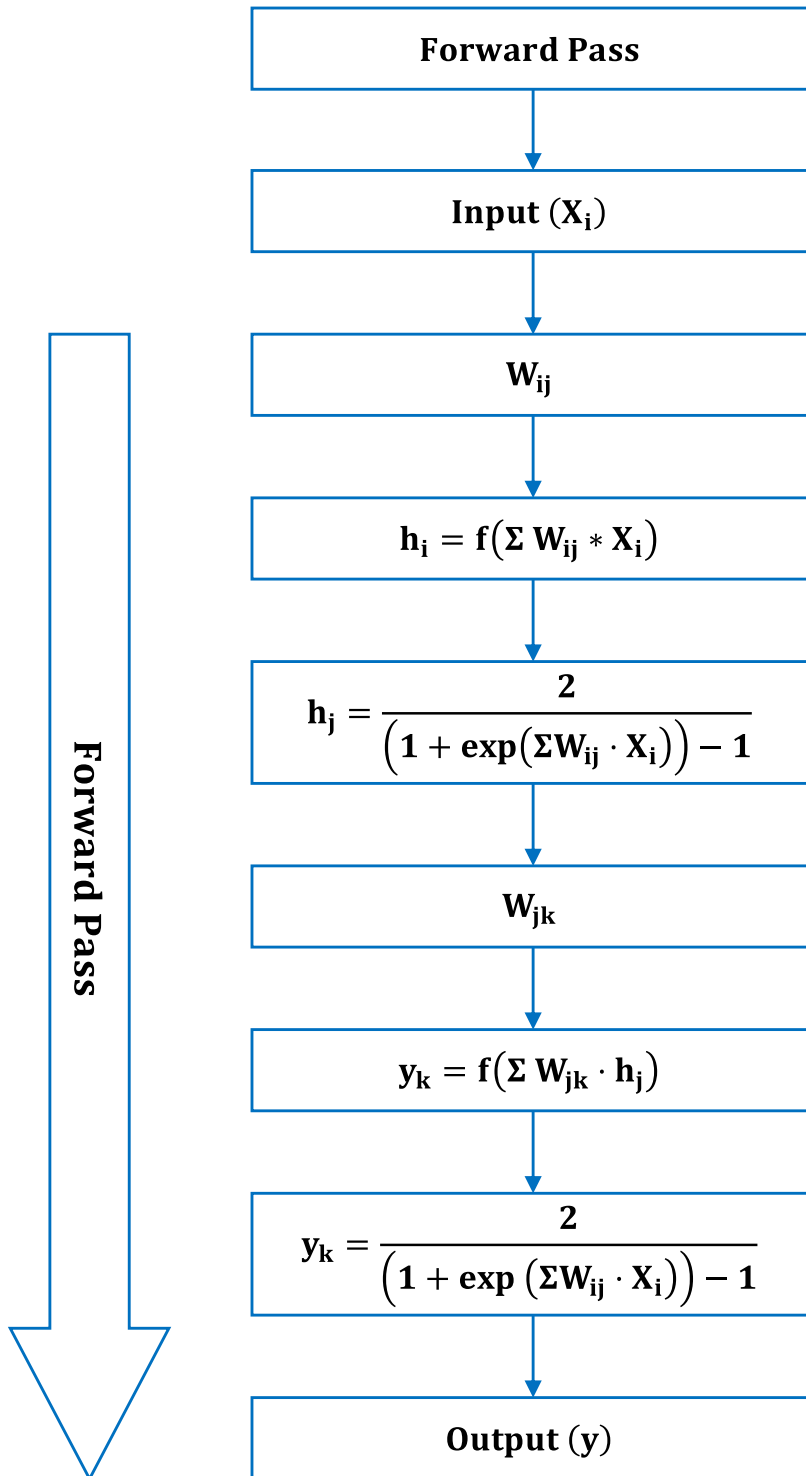 Forward Pass
Input (Xᵢ)
Wᵢⱼ
hᵢ = f(Σ Wᵢⱼ * Xᵢ)
hⱼ = 2 / (1 + exp(ΣWᵢⱼ · Xᵢ)) − 1
Wⱼₖ
yₖ = f(Σ Wⱼₖ · hⱼ)
yₖ = 2 / (1 + exp (ΣWᵢⱼ · Xᵢ)) − 1
Output (y)
Forward Pass